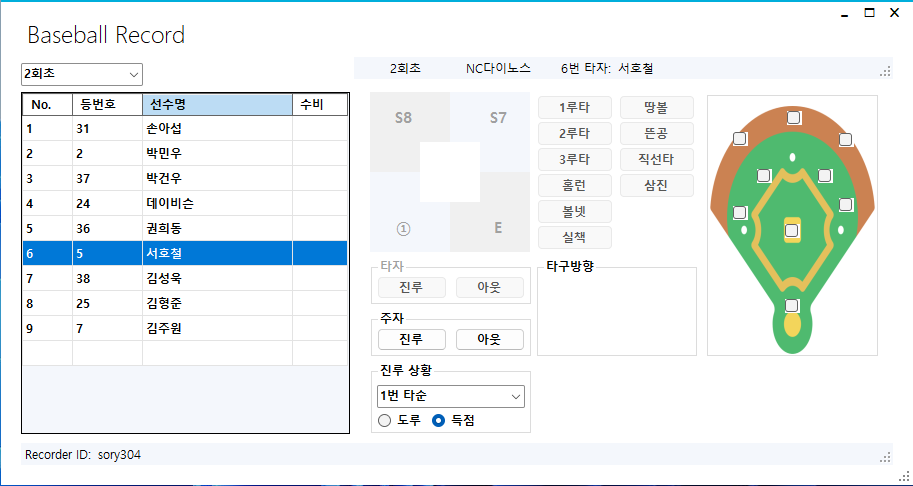 Baseball Record
2회초
2회초 NC다이노스 6번 타자: 서호철
No. 등번호 선수명 수비
1 31 손아섭
2 2 박민우
3 37 박건우
4 24 데이비슨
5 36 권희동
6 5 서호철
7 38 김성욱
8 25 김형준
9 7 김주원
S8 S7
① E
1루타 땅볼
2루타 뜬공
3루타 직선타
홈런 삼진
볼넷
실책
타자
진루 아웃
주자
진루 아웃
진루 상황
1번 타순
도루 득점
타구방향
Recorder ID: sory304